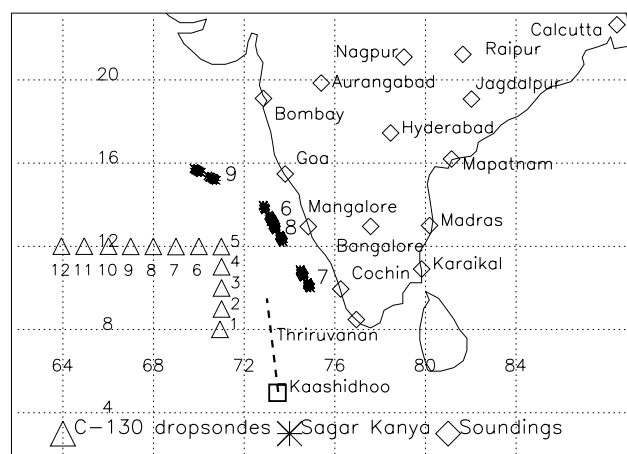 Calcutta
Nagpur Raipur
20 Aurangabad Jagdalpur
Bombay
Hyderabad
16 Goa Mapatnam
9
6 Mangalore
8 Madras
12 5 Bangalore
12 11 10 9 8 7 6 4 Cochin Karaikal
7
3
2
8 1 Thriruvanan
64 68 72 76 80 84
Kaashidhoo
4
C-130 dropsondes Sagar Kanya Soundings